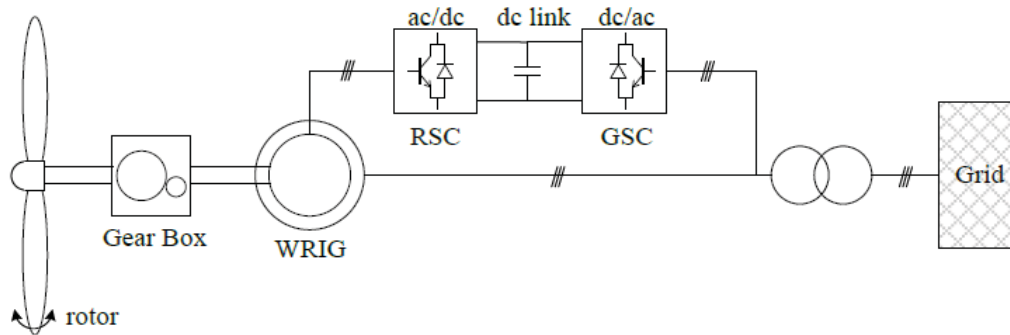 ac/dc
dc link
dc/ac
RSC
GSC
Grid
Gear Box
WRIG
rotor